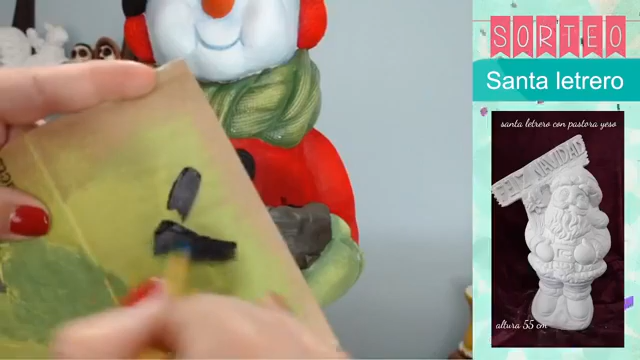 SORTEO
Santa letrero
santa letrero con pastora yeso
FELIZ NAVIDAD
altura 55 cm